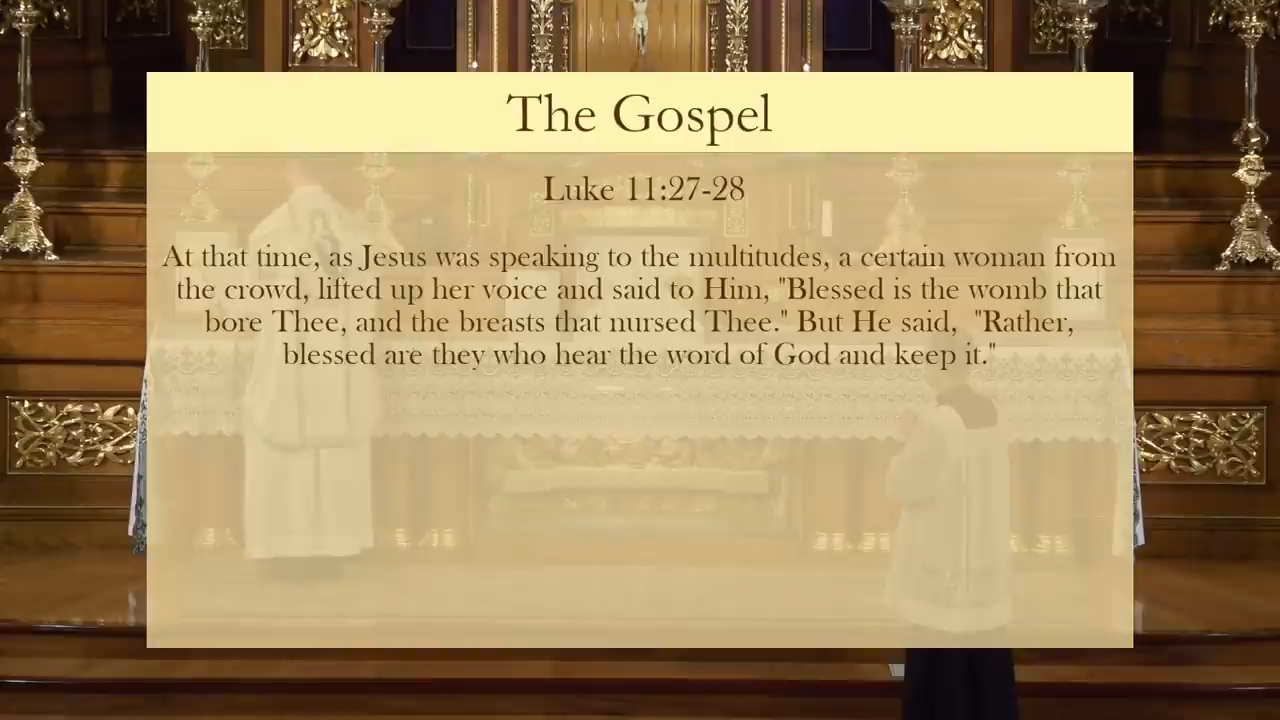 The Gospel
Luke 11:27-28
At that time, as Jesus was speaking to the multitudes, a certain woman from
the crowd, lifted up her voice and said to Him, "Blessed is the womb that
bore Thee, and the breasts that nursed Thee." But He said,  "Rather,
blessed are they who hear the word of God and keep it."